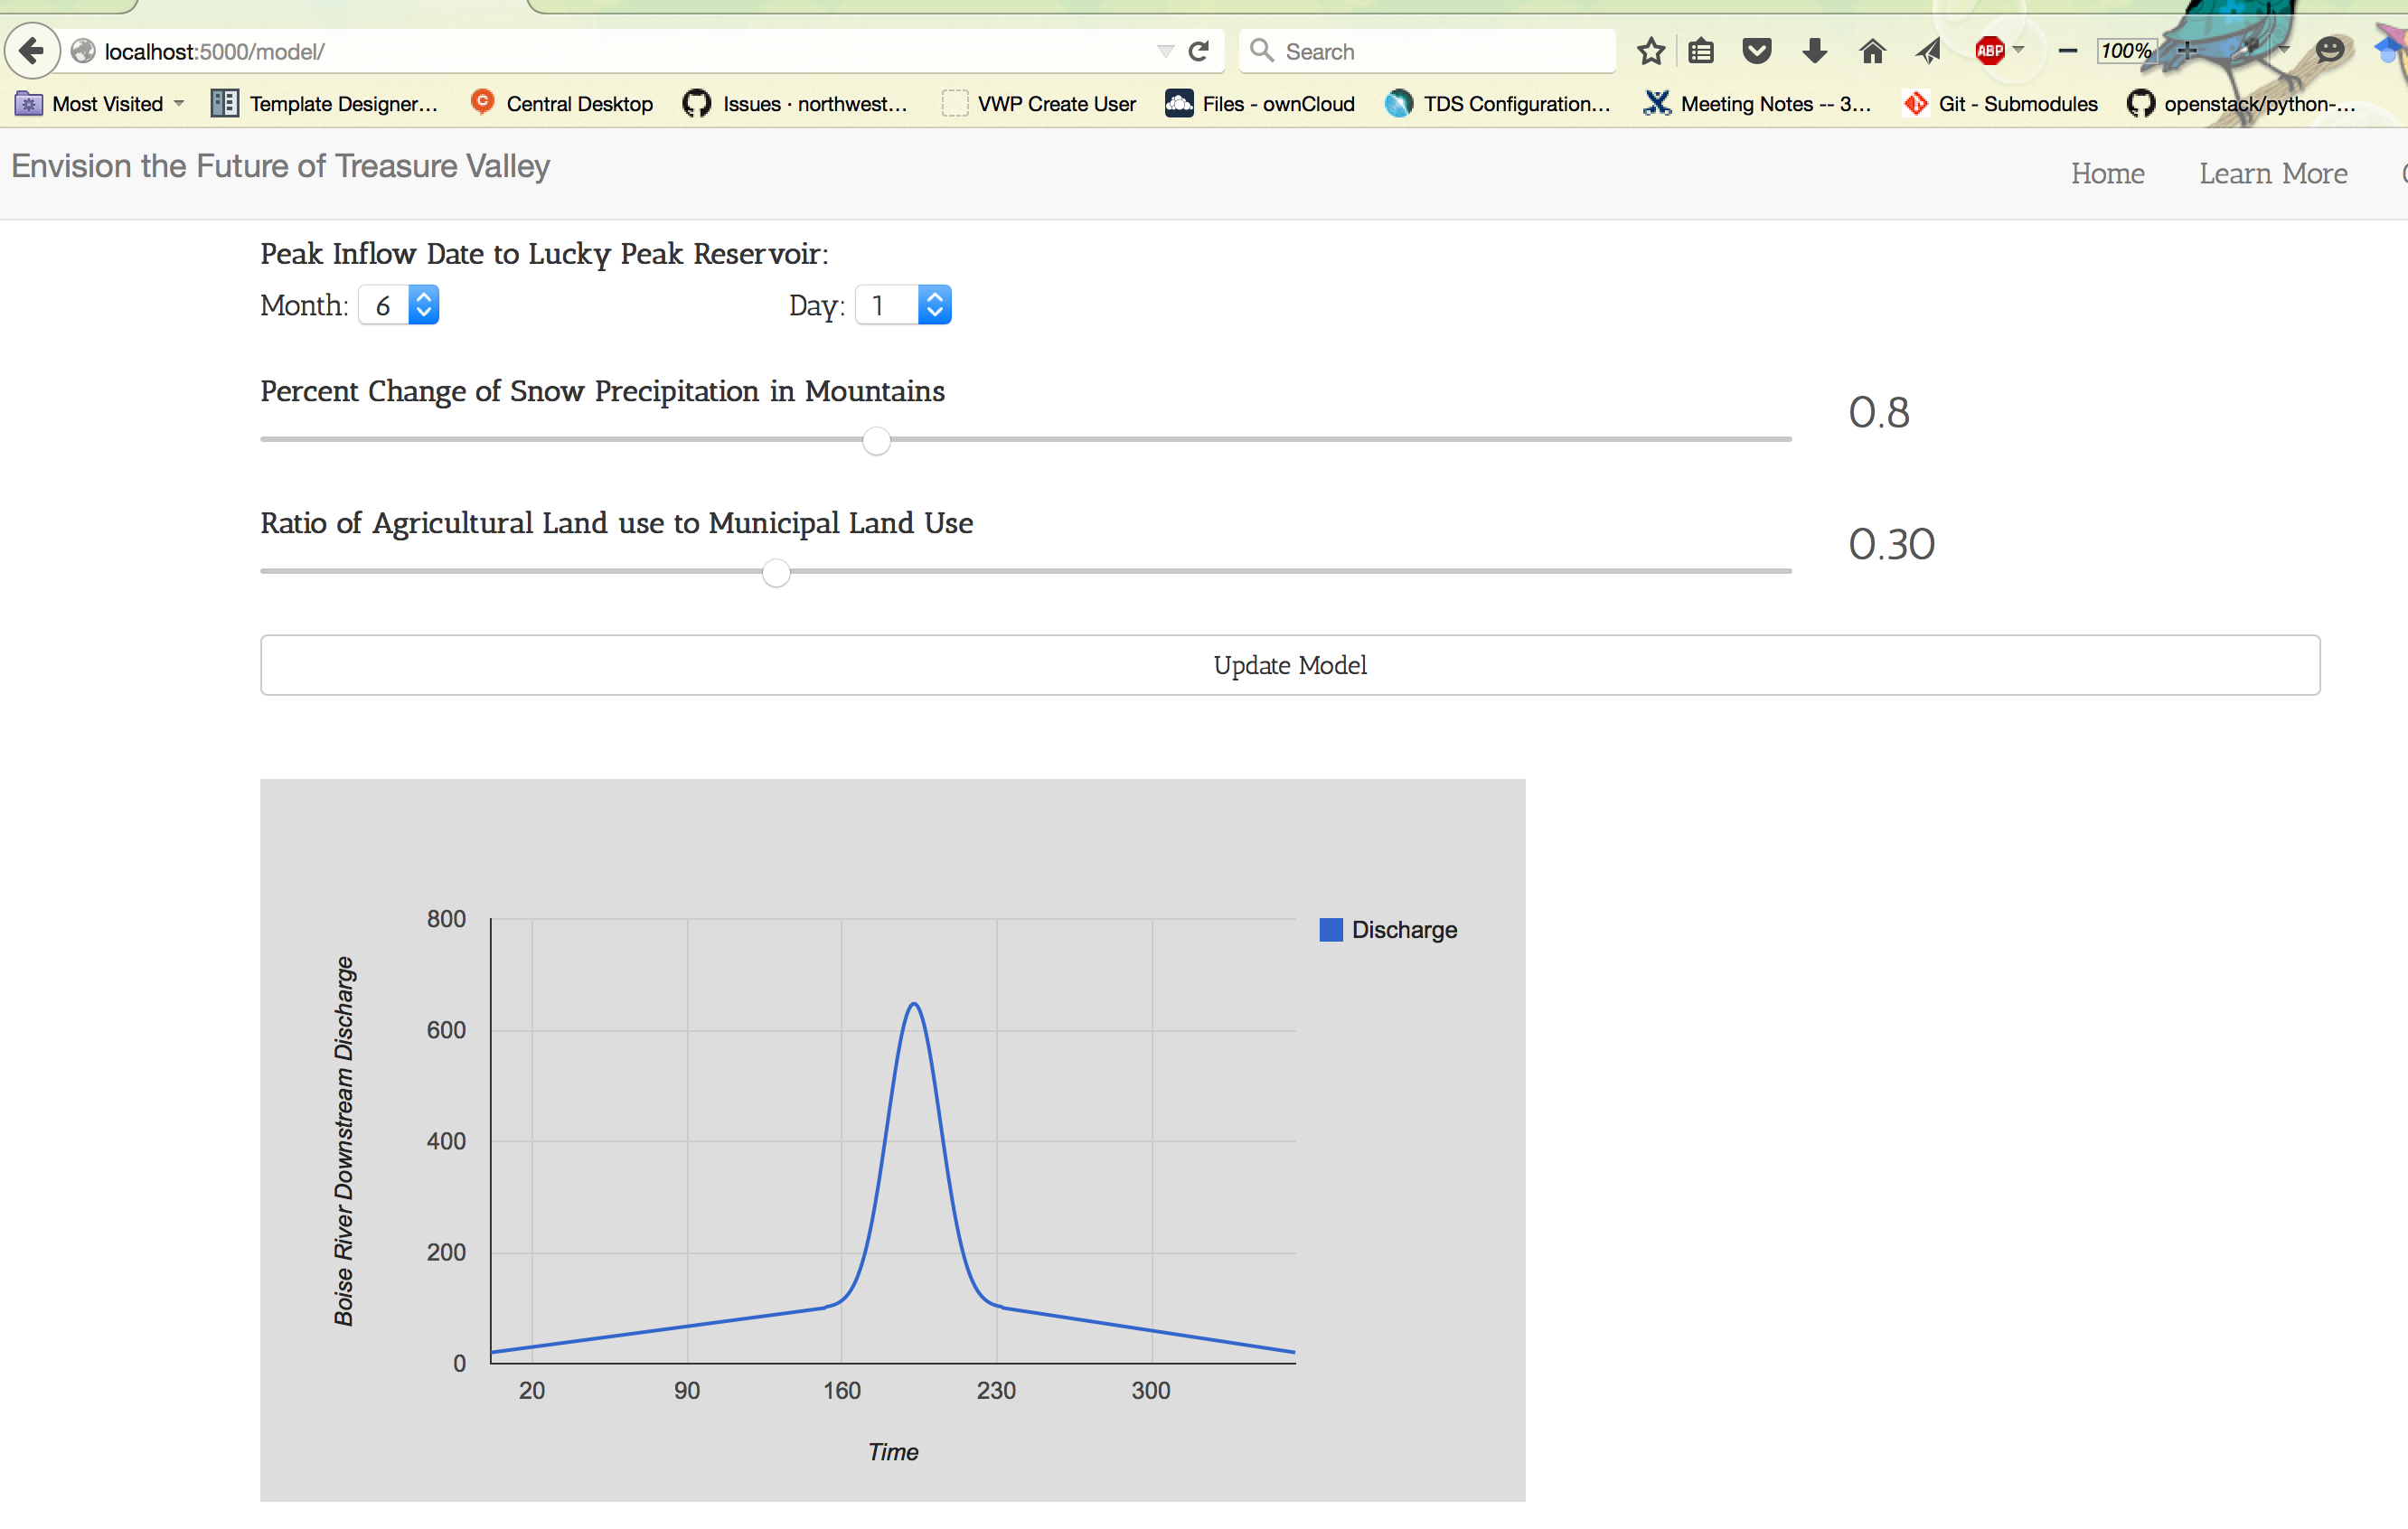 localhost:5000/model/
Search
ABP
100%
Most Visited
Template Designer...
Central Desktop
Issues · northwest...
VWP Create User
Files - ownCloud
TDS Configuration...
Meeting Notes -- 3...
Git - Submodules
openstack/python-...
Envision the Future of Treasure Valley
Home
Learn More
Peak Inflow Date to Lucky Peak Reservoir:
Month: 6
Day: 1
Percent Change of Snow Precipitation in Mountains
0.8
Ratio of Agricultural Land use to Municipal Land Use
0.30
Update Model
Boise River Downstream Discharge
800
600
400
200
0
Discharge
20 90 160 230 300
Time